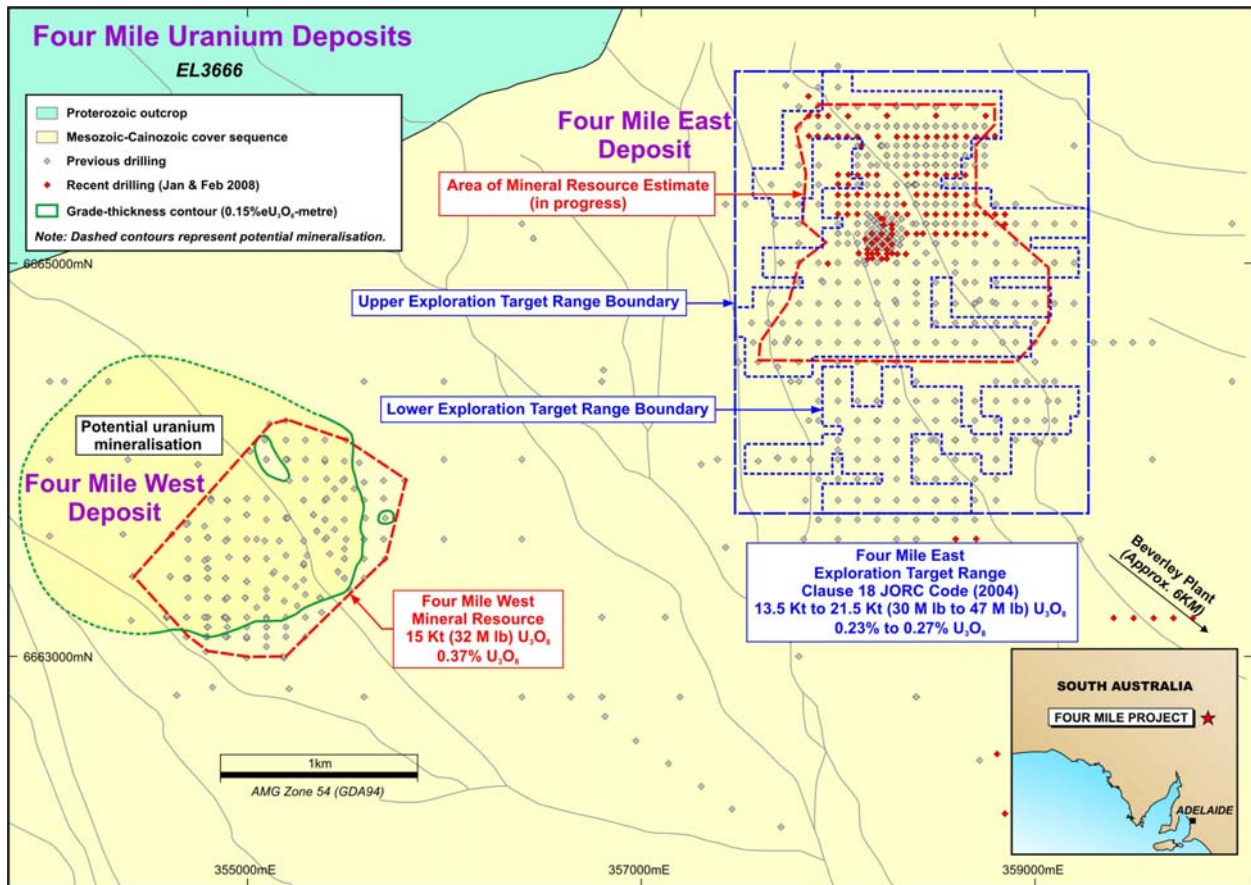 Four Mile Uranium Deposits
EL3666
Proterozoic outcrop
Mesozoic-Cainozoic cover sequence
Previous drilling
Recent drilling (Jan & Feb 2008)
Grade-thickness contour (0.15%eU₃O₈-metre)
Note: Dashed contours represent potential mineralisation.
Four Mile East
Deposit
Area of Mineral Resource Estimate
(in progress)
6665000mN
Upper Exploration Target Range Boundary
Lower Exploration Target Range Boundary
Potential uranium
mineralisation
Four Mile West
Deposit
Four Mile West
Mineral Resource
15 Kt (32 M lb) U₃O₈
0.37% U₃O₈
Four Mile East
Exploration Target Range
Clause 18 JORC Code (2004)
13.5 Kt to 21.5 Kt (30 M lb to 47 M lb) U₃O₈
0.23% to 0.27% U₃O₈
Beverley Plant
(Approx. 6KM)
6663000mN
1km
AMG Zone 54 (GDA94)
SOUTH AUSTRALIA
FOUR MILE PROJECT
ADELAIDE
355000mE
357000mE
359000mE